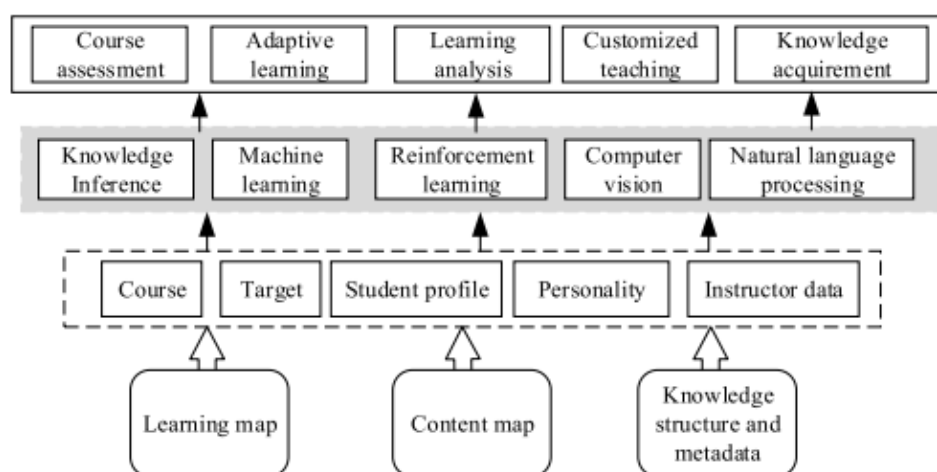 Course
assessment
Adaptive
learning
Learning
analysis
Customized
teaching
Knowledge
acquirement
Knowledge
Inference
Machine
learning
Reinforcement
learning
Computer
vision
Natural language
processing
Course
Target
Student profile
Personality
Instructor data
Learning map
Content map
Knowledge
structure and
metadata